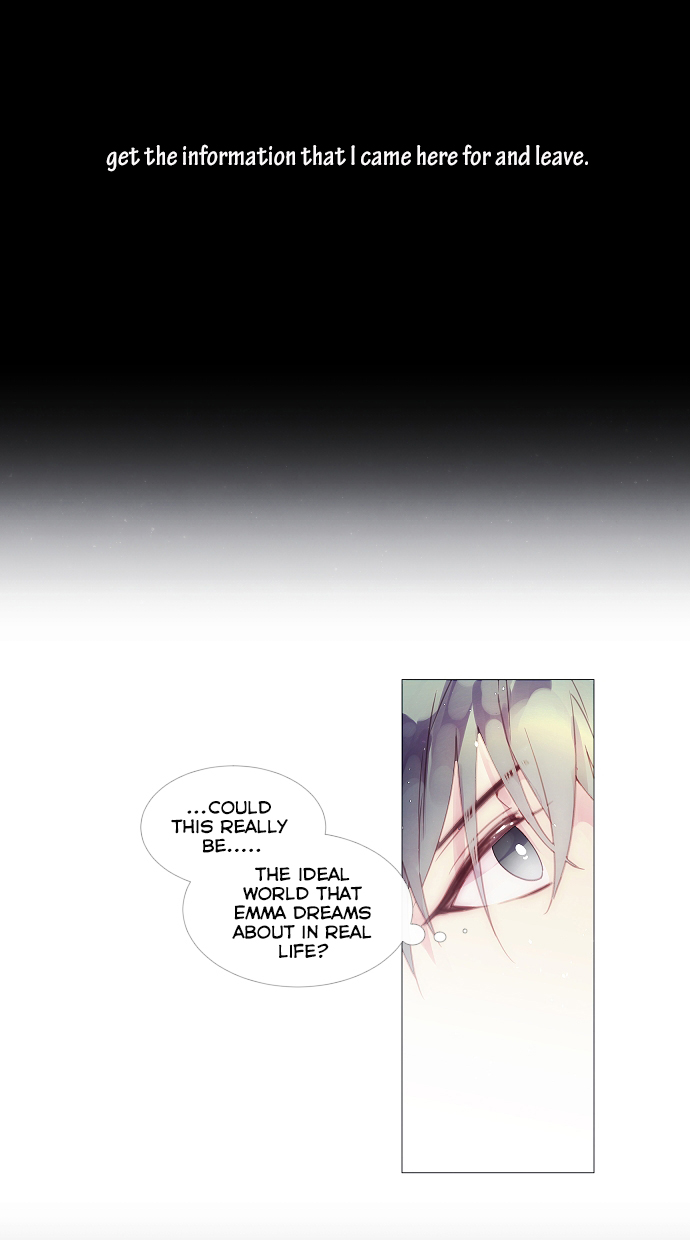 get the information that I came here for and leave.
...COULD
THIS REALLY
BE.....
THE IDEAL
WORLD THAT
EMMA DREAMS
ABOUT IN REAL
LIFE?